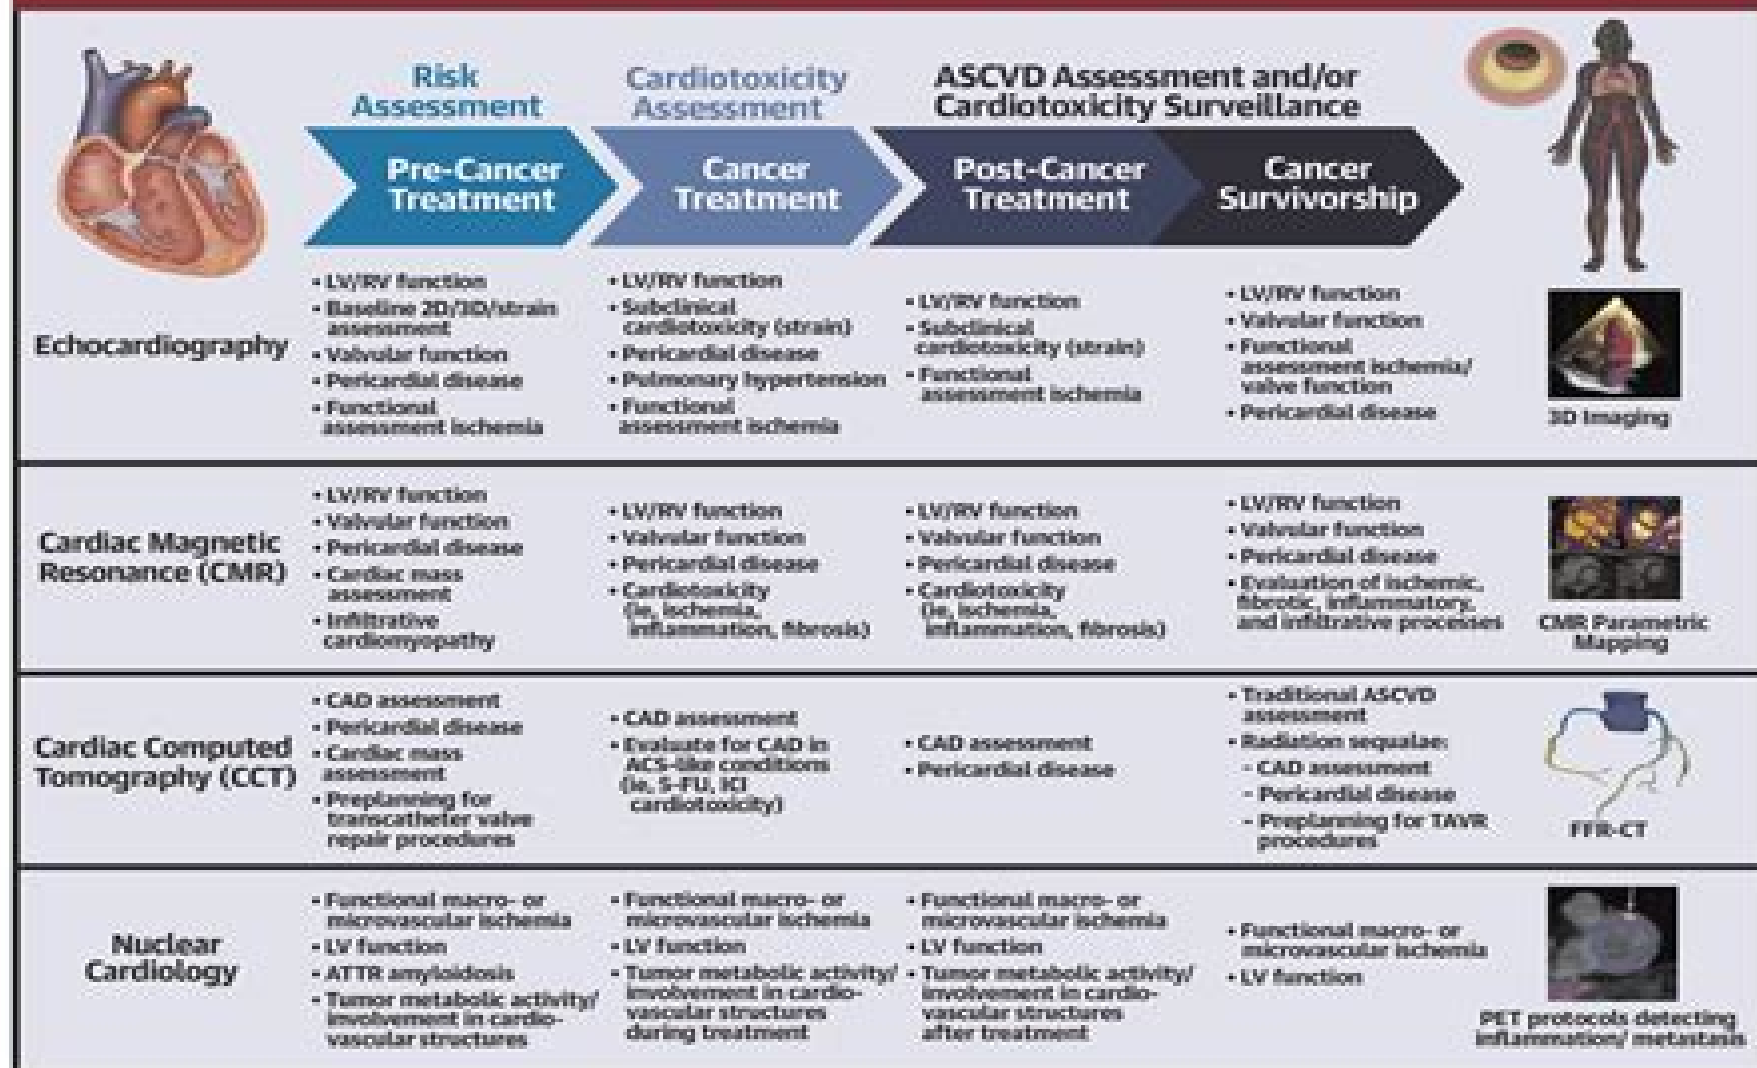 Risk
Assessment
Cardiotoxicity
Assessment
ASCVD Assessment and/or
Cardiotoxicity Surveillance
Pre-Cancer
Treatment
Cancer
Treatment
Post-Cancer
Treatment
Cancer
Survivorship
Echocardiography
• LV/RV function
• Baseline 2D/3D/strain
assessment
• Valvular function
• Pericardial disease
• Functional
assessment ischemia
• LV/RV function
• Subclinical
cardiotoxicity (strain)
• Pericardial disease
• Pulmonary hypertension
• Functional
assessment ischemia
• LV/RV function
• Subclinical
cardiotoxicity (strain)
• Functional
assessment ischemia
• LV/RV function
• Valvular function
• Functional
assessment ischemia/
valve function
• Pericardial disease
3D Imaging
Cardiac Magnetic
Resonance (CMR)
• LV/RV function
• Valvular function
• Pericardial disease
• Cardiac mass
assessment
• Infiltrative
cardiomyopathy
• LV/RV function
• Valvular function
• Pericardial disease
• Cardiotoxicity
(ie, ischemia,
inflammation, fibrosis)
• LV/RV function
• Valvular function
• Pericardial disease
• Cardiotoxicity
(ie, ischemia,
inflammation, fibrosis)
• LV/RV function
• Valvular function
• Pericardial disease
• Evaluation of ischemic,
fibrotic, inflammatory,
and infiltrative processes
CMR Parametric
Mapping
Cardiac Computed
Tomography (CCT)
• CAD assessment
• Pericardial disease
• Cardiac mass
assessment
• Preplanning for
transcatheter valve
repair procedures
• CAD assessment
• Evaluate for CAD in
ACS-like conditions
(ie, 5-FU, ICI
cardiotoxicity)
• CAD assessment
• Pericardial disease
• Traditional ASCVD
assessment
• Radiation sequalae:
- CAD assessment
- Pericardial disease
- Preplanning for TAVR
procedures
FFR-CT
Nuclear
Cardiology
• Functional macro- or
microvascular ischemia
• LV function
• ATTR amyloidosis
• Tumor metabolic activity/
involvement in cardio-
vascular structures
• Functional macro- or
microvascular ischemia
• LV function
• Tumor metabolic activity/
involvement in cardio-
vascular structures
during treatment
• Functional macro- or
microvascular ischemia
• LV function
• Tumor metabolic activity/
involvement in cardio-
vascular structures
after treatment
• Functional macro- or
microvascular ischemia
• LV function
PET protocols detecting
inflammation/ metastasis